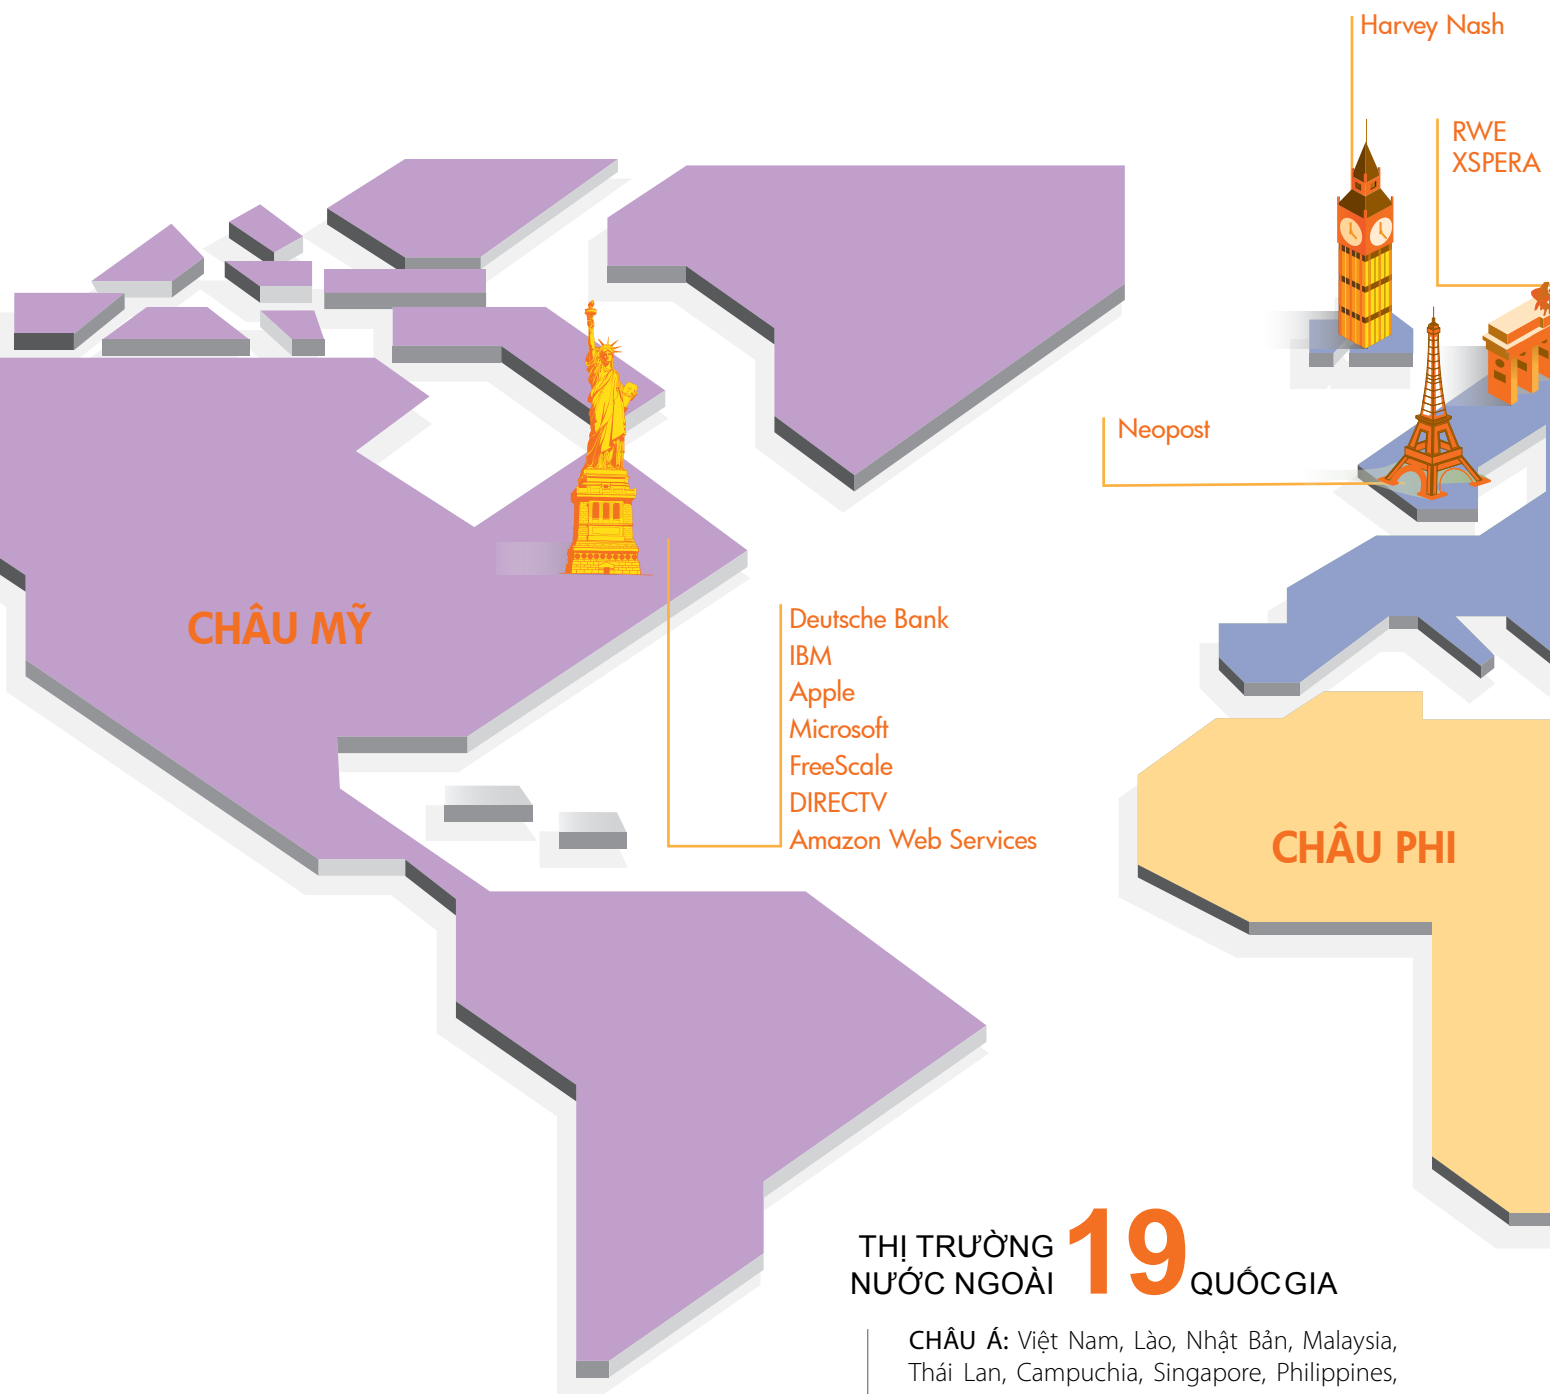 Harvey Nash
RWE
XSPERA
Neopost
CHÂU MỸ
Deutsche Bank
IBM
Apple
Microsoft
FreeScale
DIRECTV
Amazon Web Services
CHÂU PHI
THỊ TRƯỜNG
NƯỚC NGOÀI 19 QUỐC GIA
CHÂU Á: Việt Nam, Lào, Nhật Bản, Malaysia,
Thái Lan, Campuchia, Singapore, Philippines,